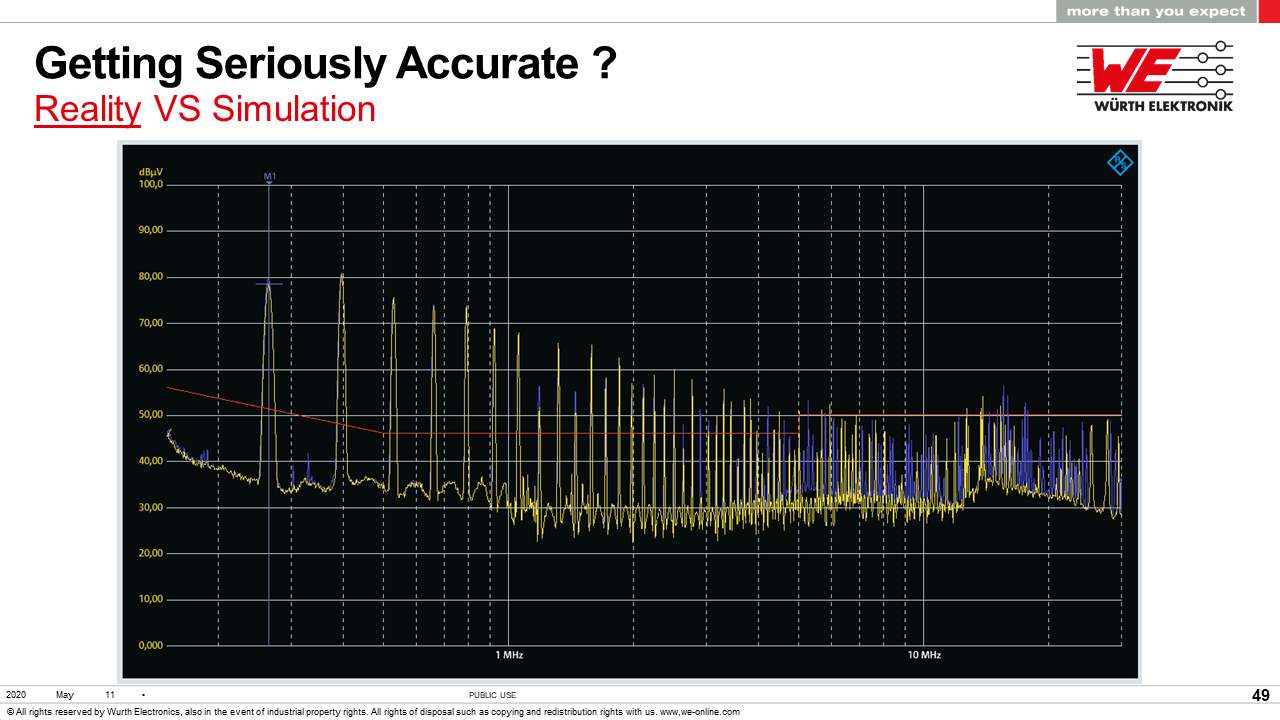 more than you expect
Getting Seriously Accurate ?
Reality VS Simulation
WE
WÜRTH ELEKTRONIK
dBµV
M1
R S
100,0
90,00
80,00
70,00
60,00
50,00
40,00
30,00
20,00
10,00
0,000
1 MHz
10 MHz
2020 May 11 •
PUBLIC USE
49
© All rights reserved by Wurth Electronics, also in the event of industrial property rights. All rights of disposal such as copying and redistribution rights with us. www,we-online.com